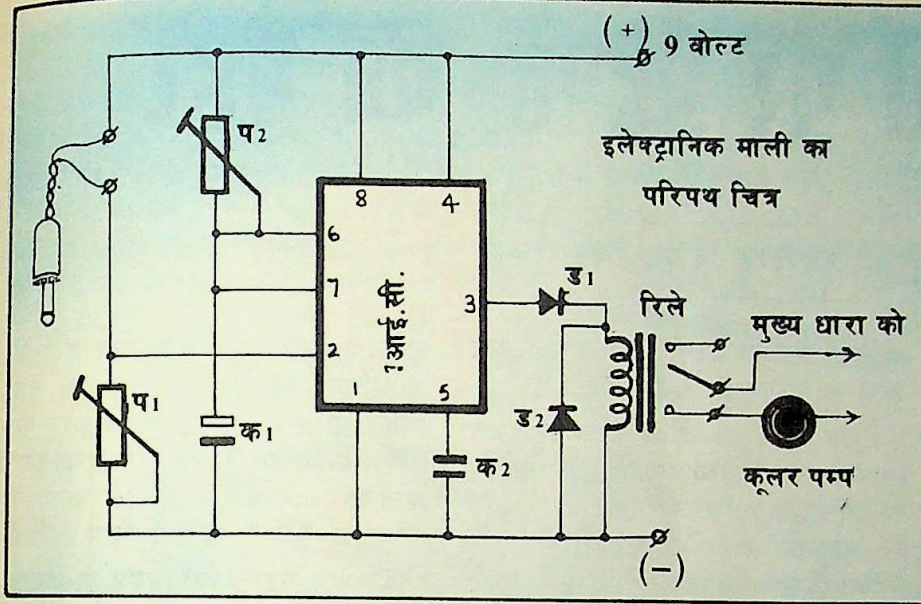 (+) 9 वोल्ट
इलेक्ट्रानिक माली का
परिपथ चित्र
प2
8 4
6
7
?आई.सी.
3
ड1
रिले
मुख्य धारा को
2
1 5
प1
क1
क2
ड2
कूलर पम्प
(−)